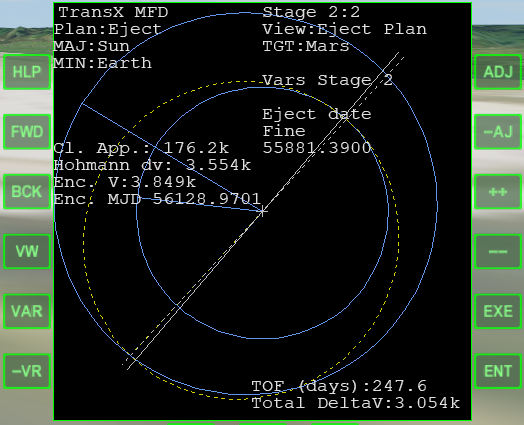 TransX MFD
Stage 2:2
Plan:Eject
View:Eject Plan
MAJ:Sun
TGT:Mars
MIN:Earth
HLP
ADJ
Vars Stage 2
Eject date
FWD
Fine
-AJ
Cl. App.: 176.2k
55881.3900
Hohmann dv: 3.554k
Enc. V:3.849k
BCK
++
Enc. MJD 56128.9701
VW
--
VAR
EXE
-VR
ENT
TOF (days):247.6
Total DeltaV:3.054k